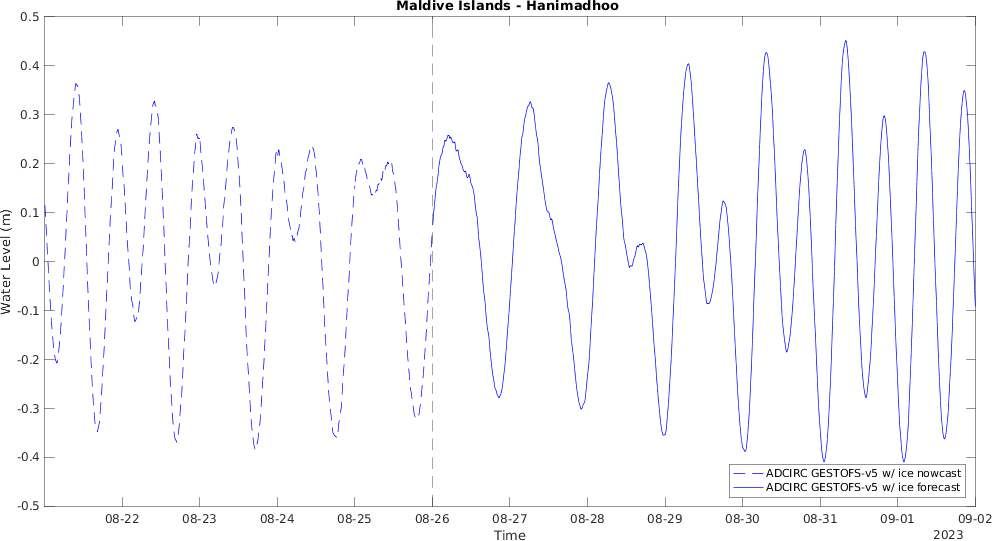 Maldive Islands - Hanimadhoo
0.5
0.4
0.3
0.2
0.1
0
-0.1
-0.2
-0.3
-0.4
-0.5
Water Level (m)
ADCIRC GESTOFS-v5 w/ ice nowcast
ADCIRC GESTOFS-v5 w/ ice forecast
08-22 08-23 08-24 08-25 08-26 08-27 08-28 08-29 08-30 08-31 09-01 09-02
Time
2023